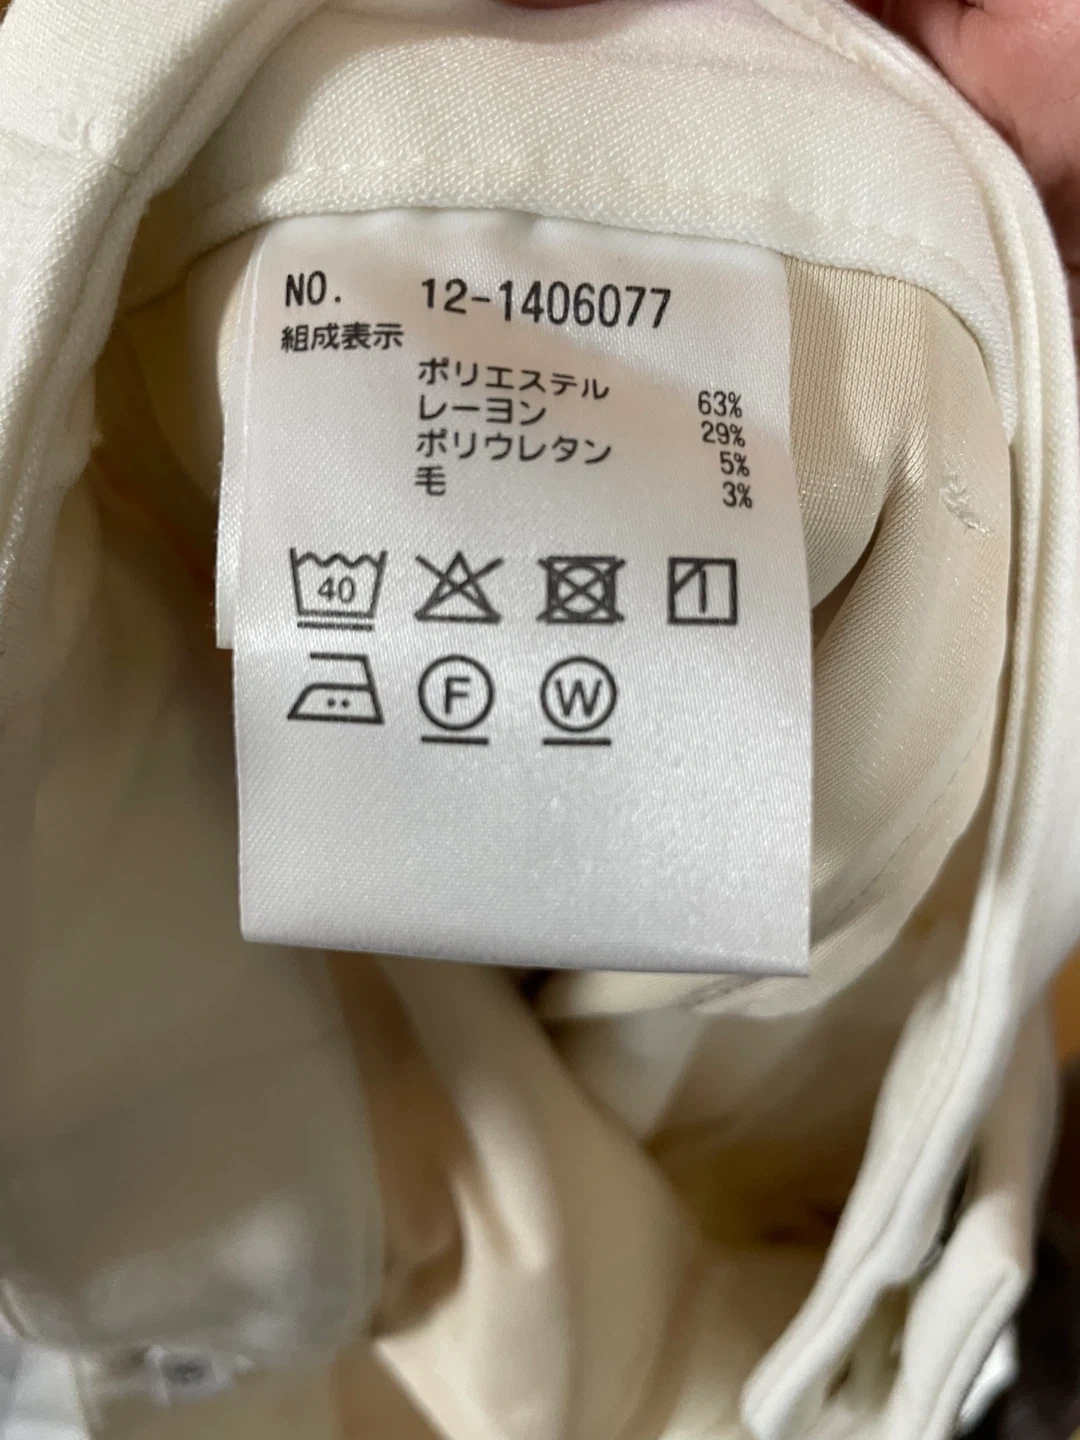 NO. 12-1406077
組成表示
ポリエステル 63%
レーヨン 29%
ポリウレタン 5%
毛 3%
40
F W